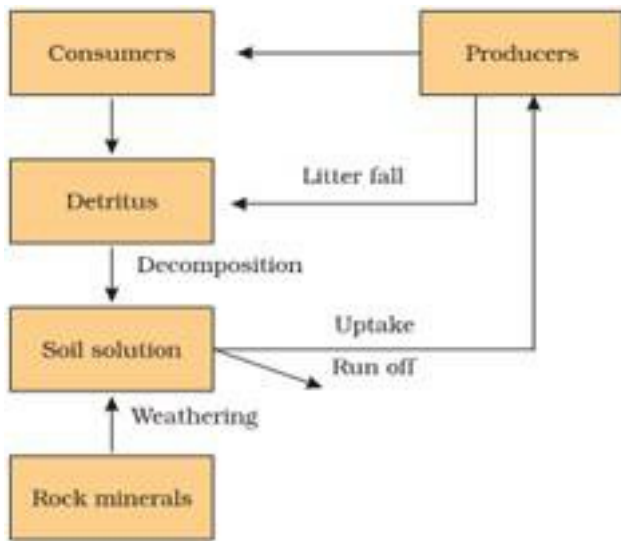 Consumers
Producers
Litter fall
Detritus
Decomposition
Uptake
Soil solution
Run off
Weathering
Rock minerals